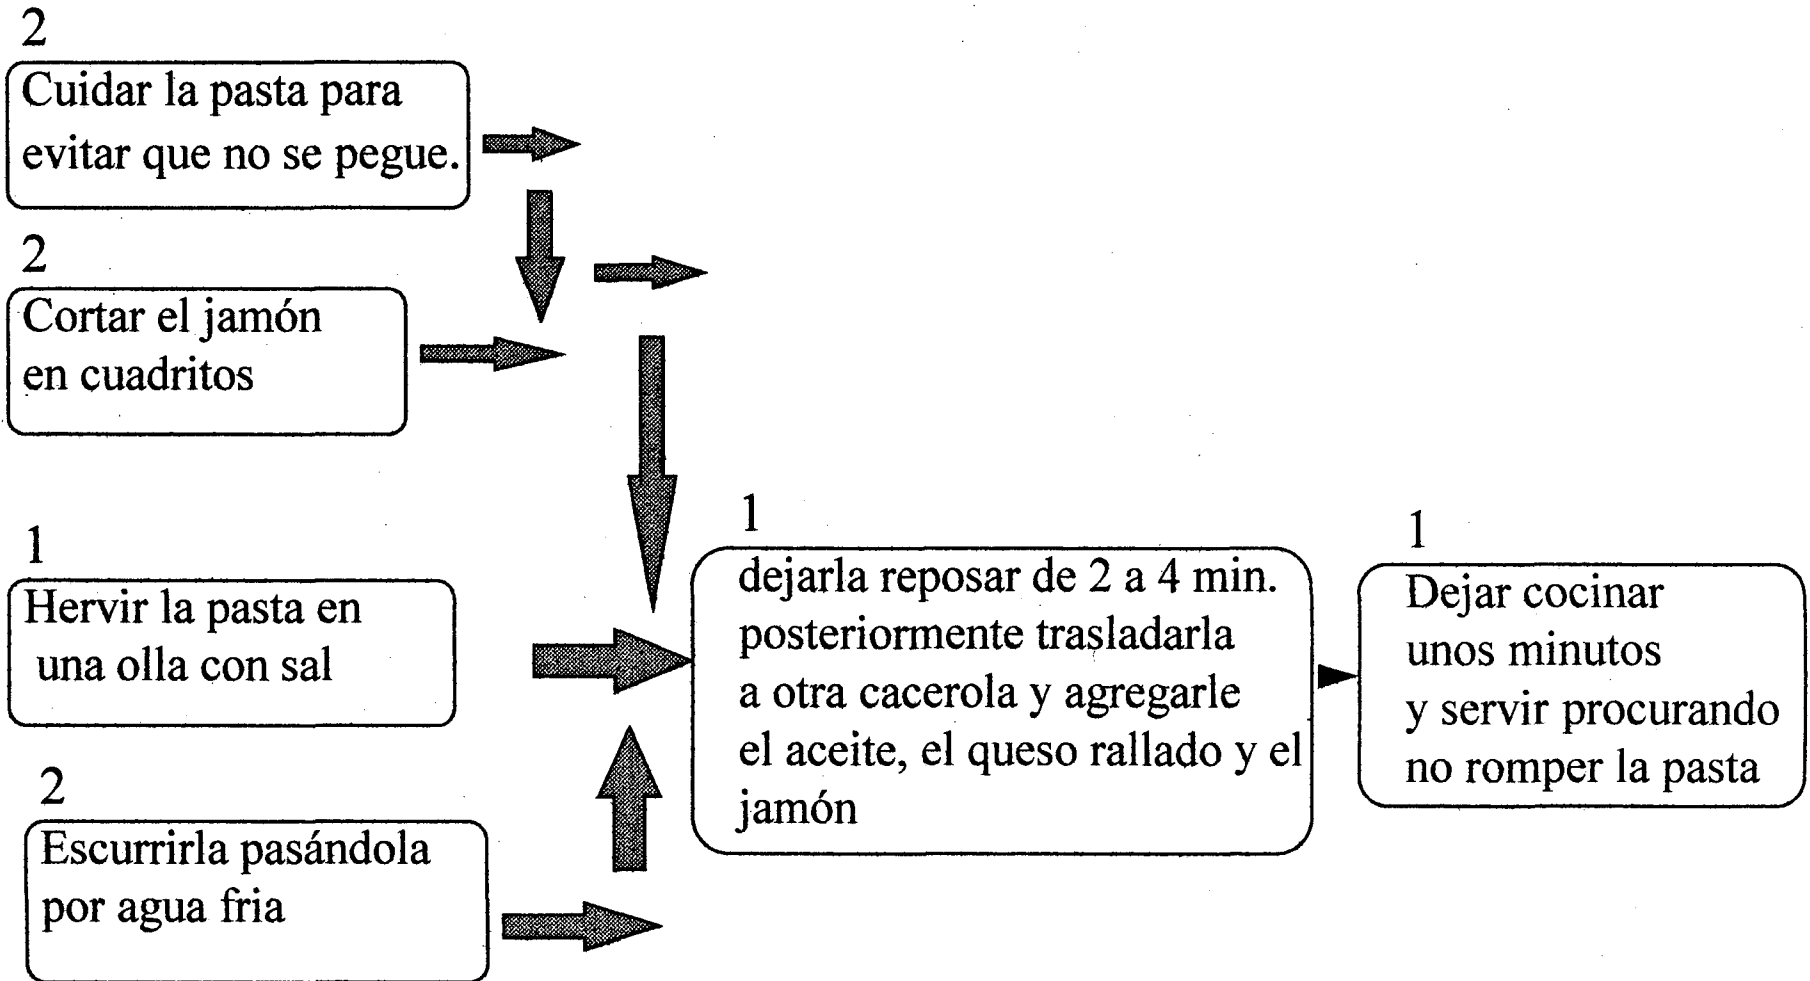 2
Cuidar la pasta para
evitar que no se pegue.
2
Cortar el jamón
en cuadritos
1
Hervir la pasta en
una olla con sal
2
Escurrirla pasándola
por agua fria
1
dejarla reposar de 2 a 4 min.
posteriormente trasladarla
a otra cacerola y agregarle
el aceite, el queso rallado y el
jamón
1
Dejar cocinar
unos minutos
y servir procurando
no romper la pasta